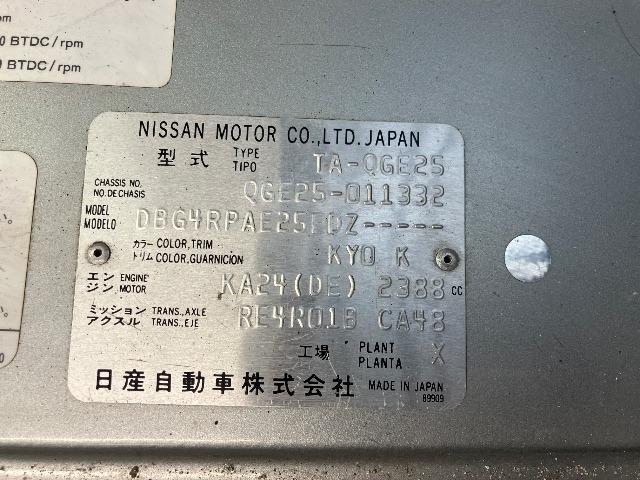 0 BTDC/rpm
BTDC/rpm
NISSAN MOTOR CO.,LTD. JAPAN
型式 TYPE TIPO TA-QGE25
CHASSIS NO. NO.DE CHASIS QGE25-011332
MODEL MODELO DBG4RPAE25EDZ-----
カラー COLOR,TRIM
トリム COLOR,GUARNICION KY0 K
エンジン ENGINE MOTOR KA24(DE) 2388 cc
ミッション TRANS.,AXLE
アクスル TRANS.,EJE RE4R01B CA48
工場 PLANT PLANTA X
日産自動車株式会社 MADE IN JAPAN
89909